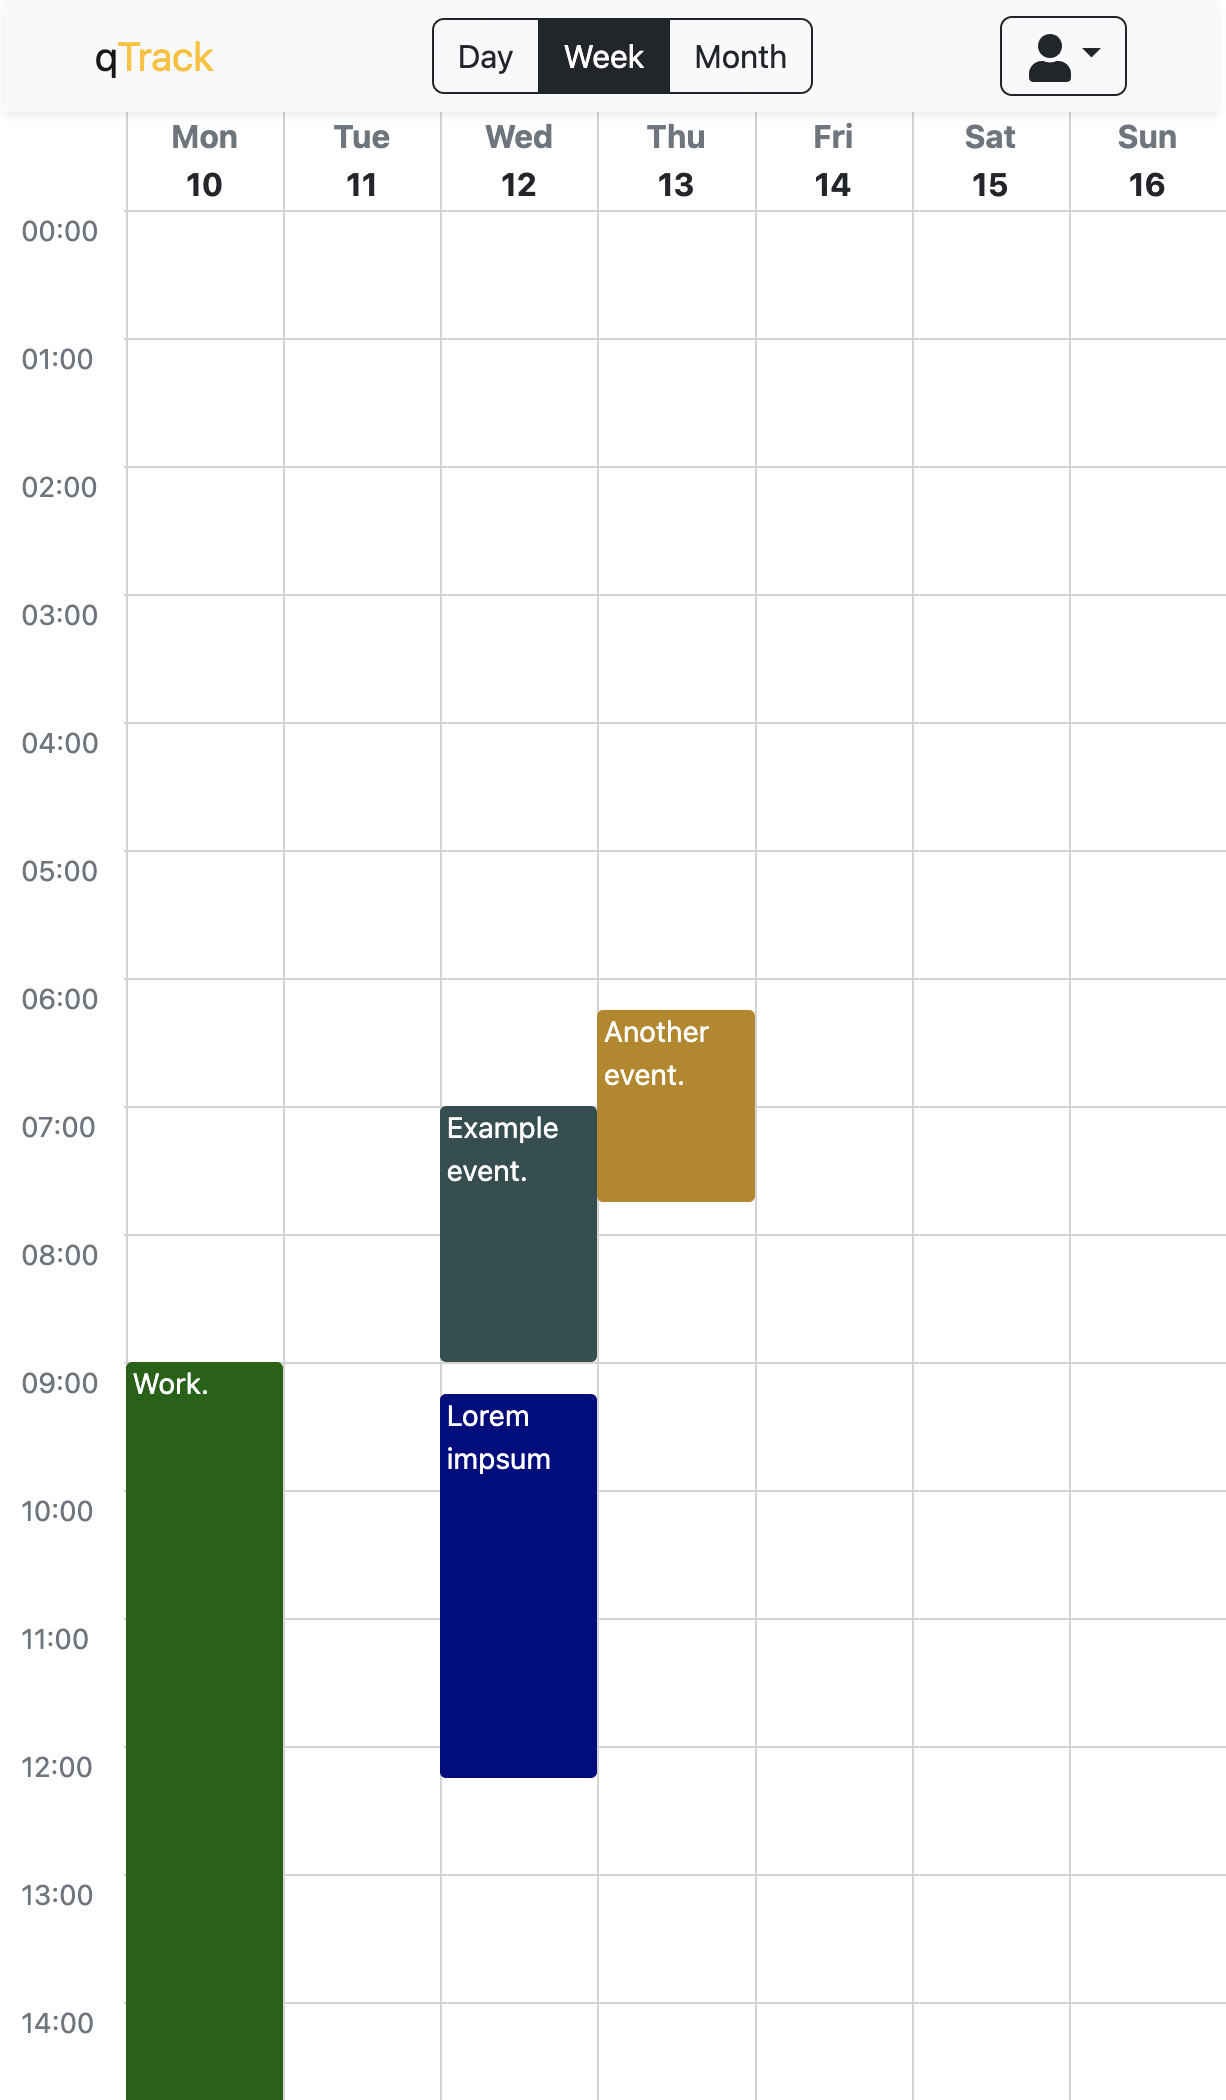 qTrack
Day Week Month
Mon Tue Wed Thu Fri Sat Sun
10 11 12 13 14 15 16
00:00
01:00
02:00
03:00
04:00
05:00
06:00
Another
event.
07:00
Example
event.
08:00
09:00
Work.
Lorem
impsum
10:00
11:00
12:00
13:00
14:00